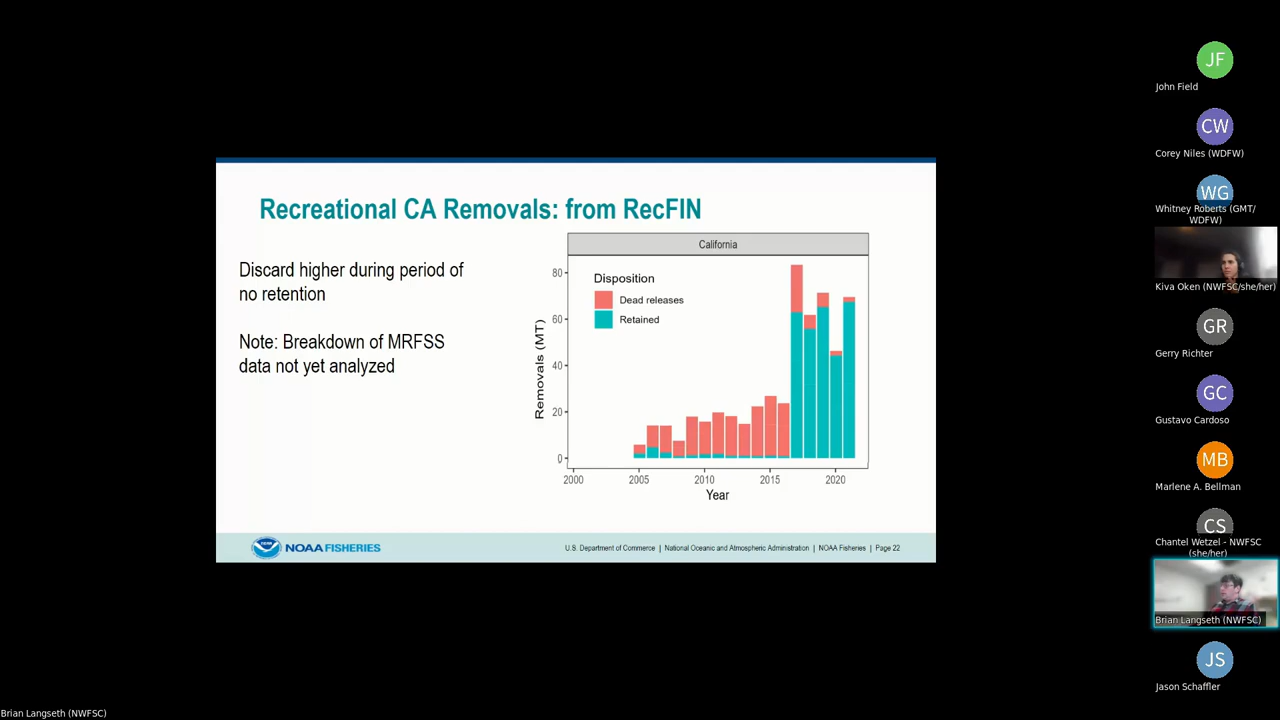 Recreational CA Removals: from RecFIN
Discard higher during period of
no retention
Note: Breakdown of MRFSS
data not yet analyzed
California
Disposition
Dead releases
Retained
Removals (MT)
80
60
40
20
0
2000
2005
2010
2015
2020
Year
NOAA FISHERIES
U.S. Department of Commerce | National Oceanic and Atmospheric Administration | NOAA Fisheries | Page 22
JF
John Field
CW
Corey Niles (WDFW)
WG
Whitney Roberts (GMT/
WDFW)
Kiva Oken (NWFSC/she/her)
GR
Gerry Richter
GC
Gustavo Cardoso
MB
Marlene A. Bellman
CS
Chantel Wetzel - NWFSC
(she/her)
Brian Langseth (NWFSC)
JS
Jason Schaffler
Brian Langseth (NWFSC)